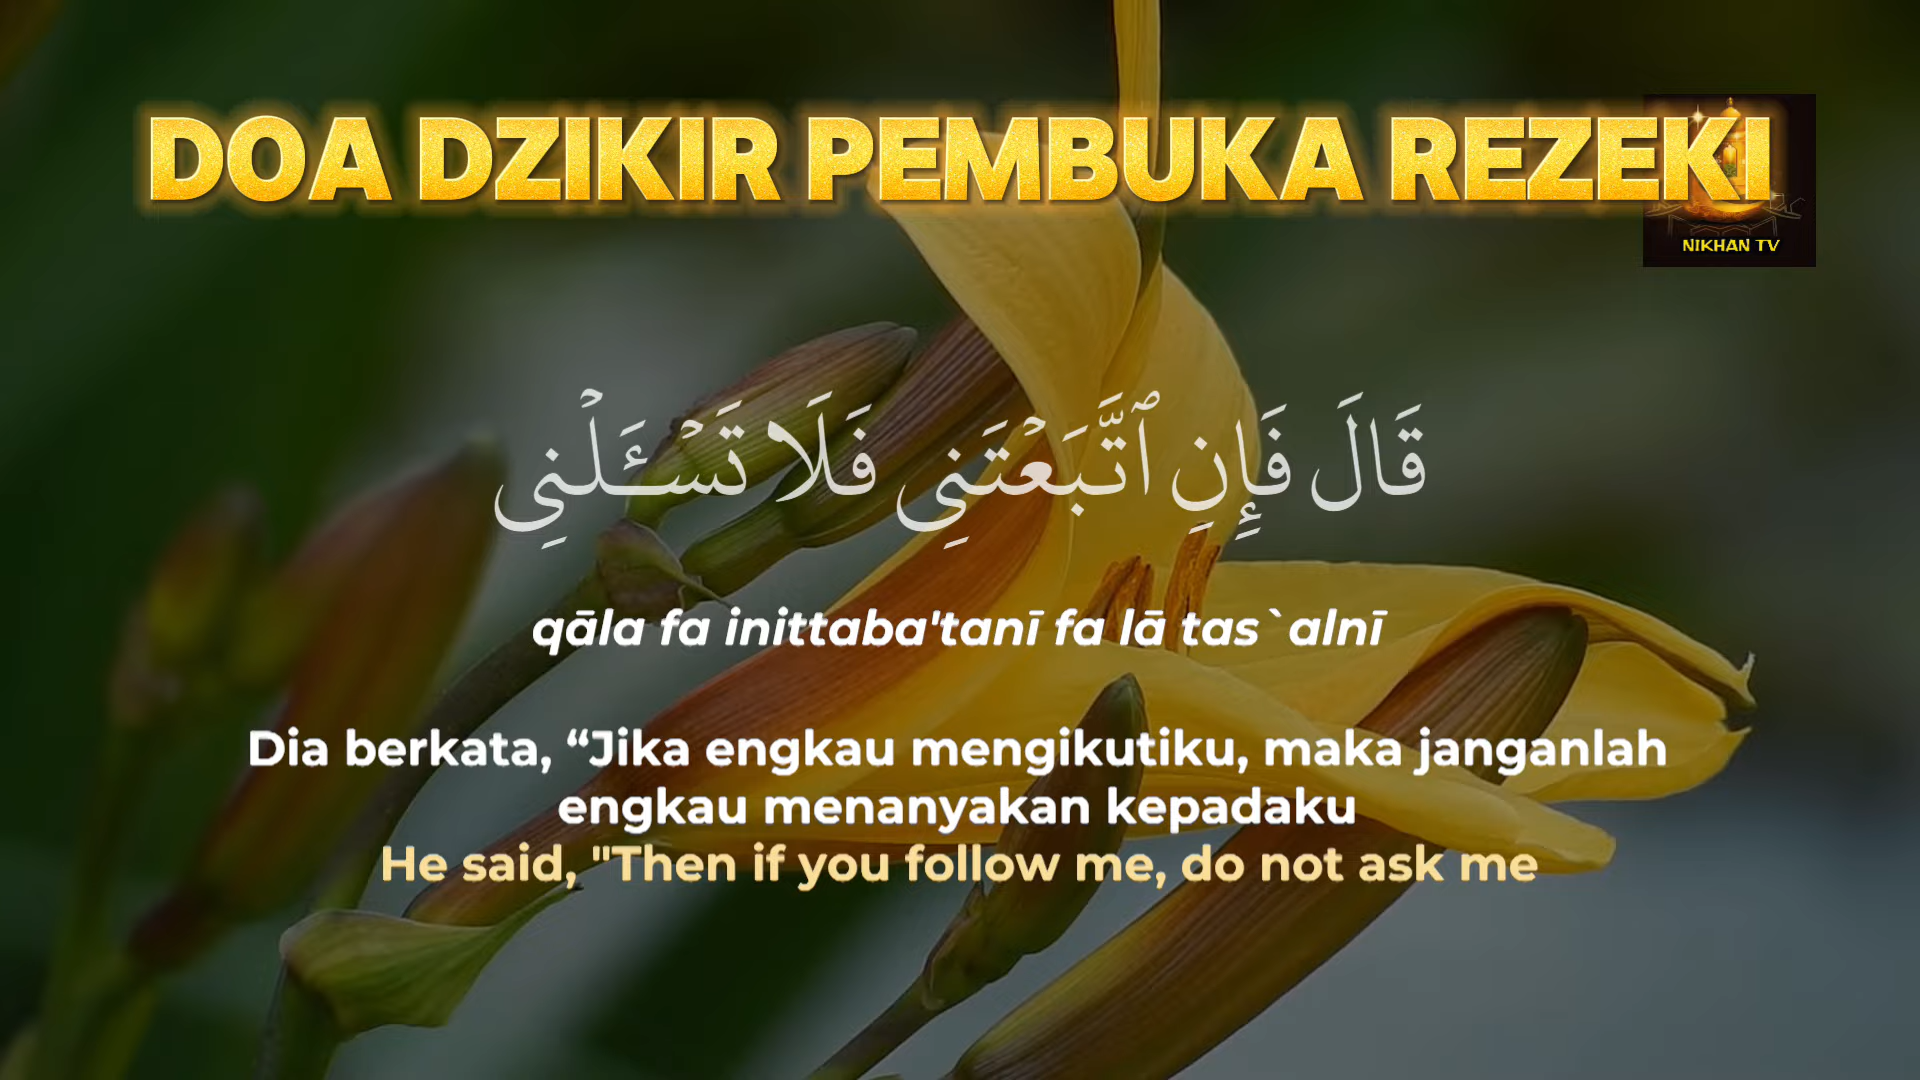 DOA DZIKIR PEMBUKA REZEKI
NIKHAN TV
قَالَ فَإِنِ ٱتَّبَعۡتَنِي فَلَا تَسۡـَٔلۡنِي
qāla fa inittaba'tanī fa lā tas`alnī
Dia berkata, “Jika engkau mengikutiku, maka janganlah
engkau menanyakan kepadaku
He said, "Then if you follow me, do not ask me